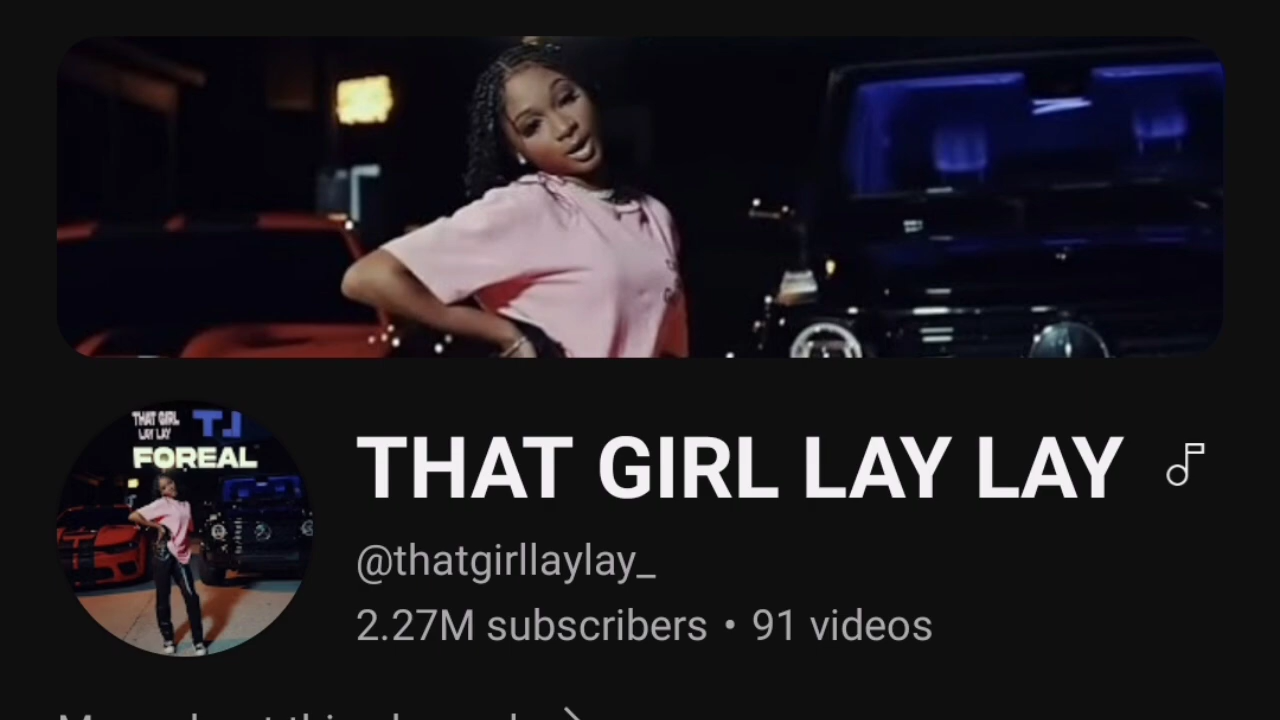 THAT GIRL
LAY LAY
TJ
FOREAL
THAT GIRL LAY LAY
@thatgirllaylay_
2.27M subscribers • 91 videos